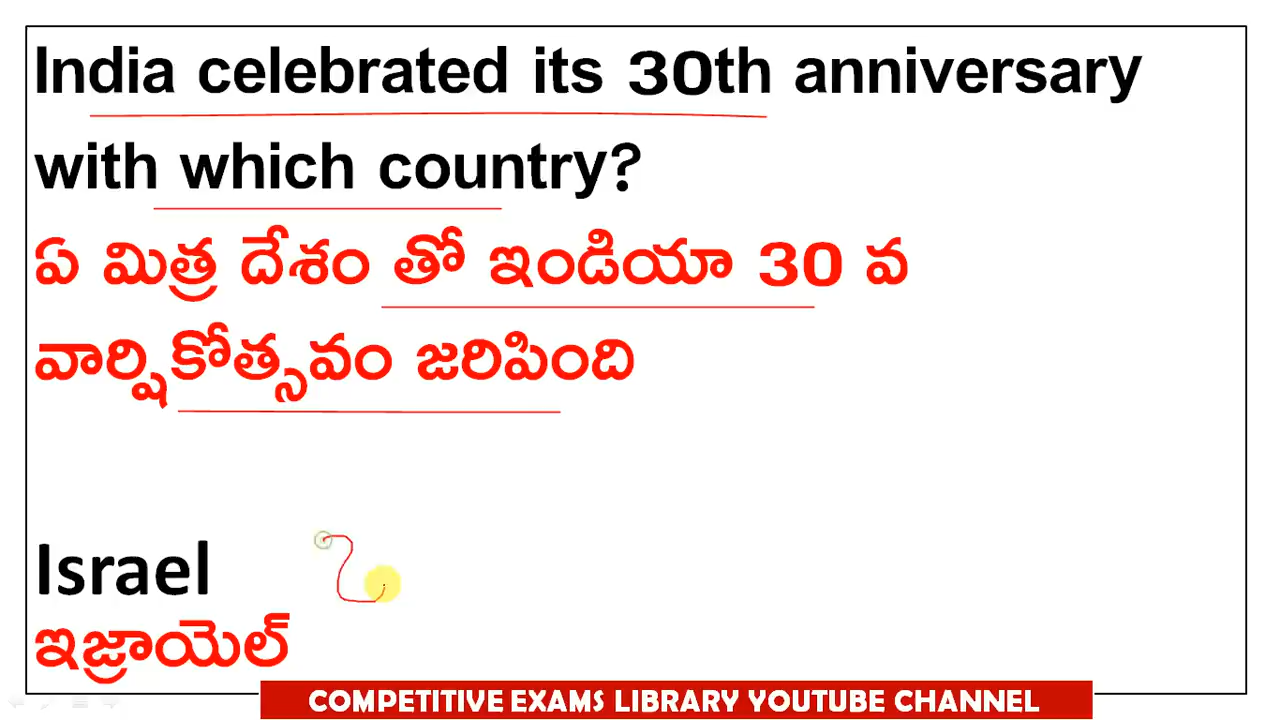 India celebrated its 30th anniversary
with which country?
ఏ మిత్ర దేశం తో ఇండియా 30 వ
వార్షికోత్సవం జరిపింది
Israel
ఇజ్రాయెల్
COMPETITIVE EXAMS LIBRARY YOUTUBE CHANNEL